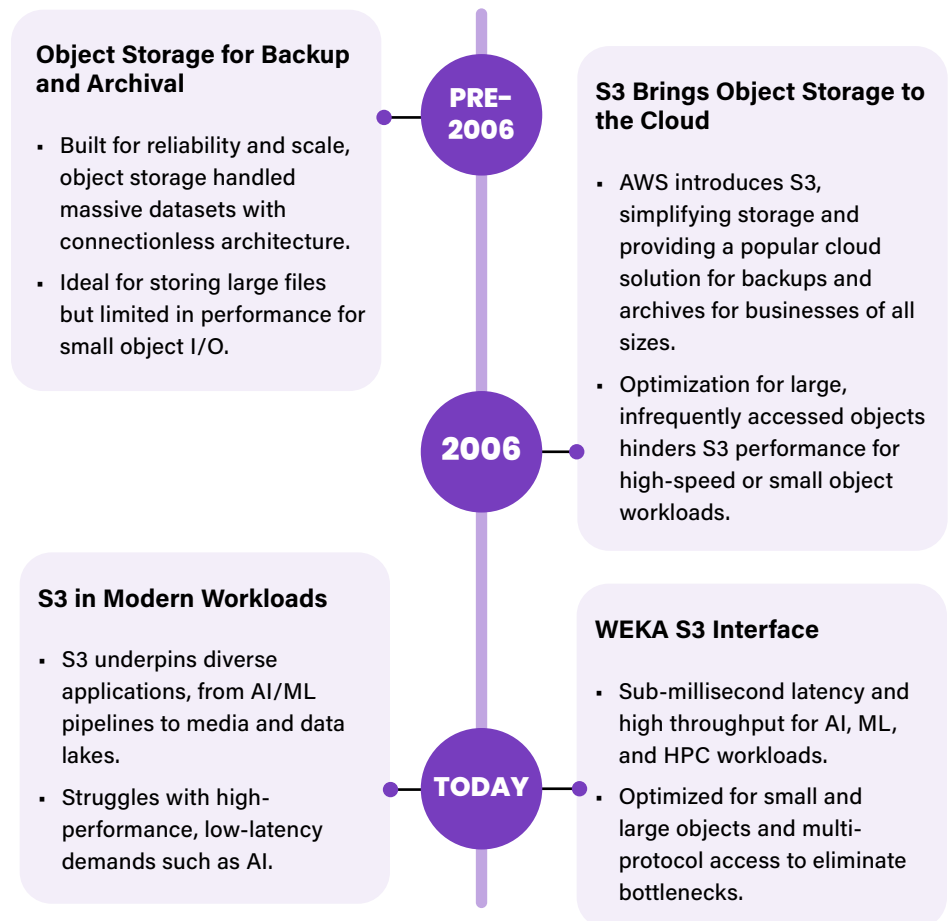 Object Storage for Backup
and Archival
▪ Built for reliability and scale,
object storage handled
massive datasets with
connectionless architecture.
▪ Ideal for storing large files
but limited in performance for
small object I/O.
PRE-
2006
S3 Brings Object Storage to
the Cloud
▪ AWS introduces S3,
simplifying storage and
providing a popular cloud
solution for backups and
archives for businesses of all
sizes.
▪ Optimization for large,
infrequently accessed objects
hinders S3 performance for
high-speed or small object
workloads.
2006
S3 in Modern Workloads
▪ S3 underpins diverse
applications, from AI/ML
pipelines to media and data
lakes.
▪ Struggles with high-
performance, low-latency
demands such as AI.
TODAY
WEKA S3 Interface
▪ Sub-millisecond latency and
high throughput for AI, ML,
and HPC workloads.
▪ Optimized for small and
large objects and multi-
protocol access to eliminate
bottlenecks.